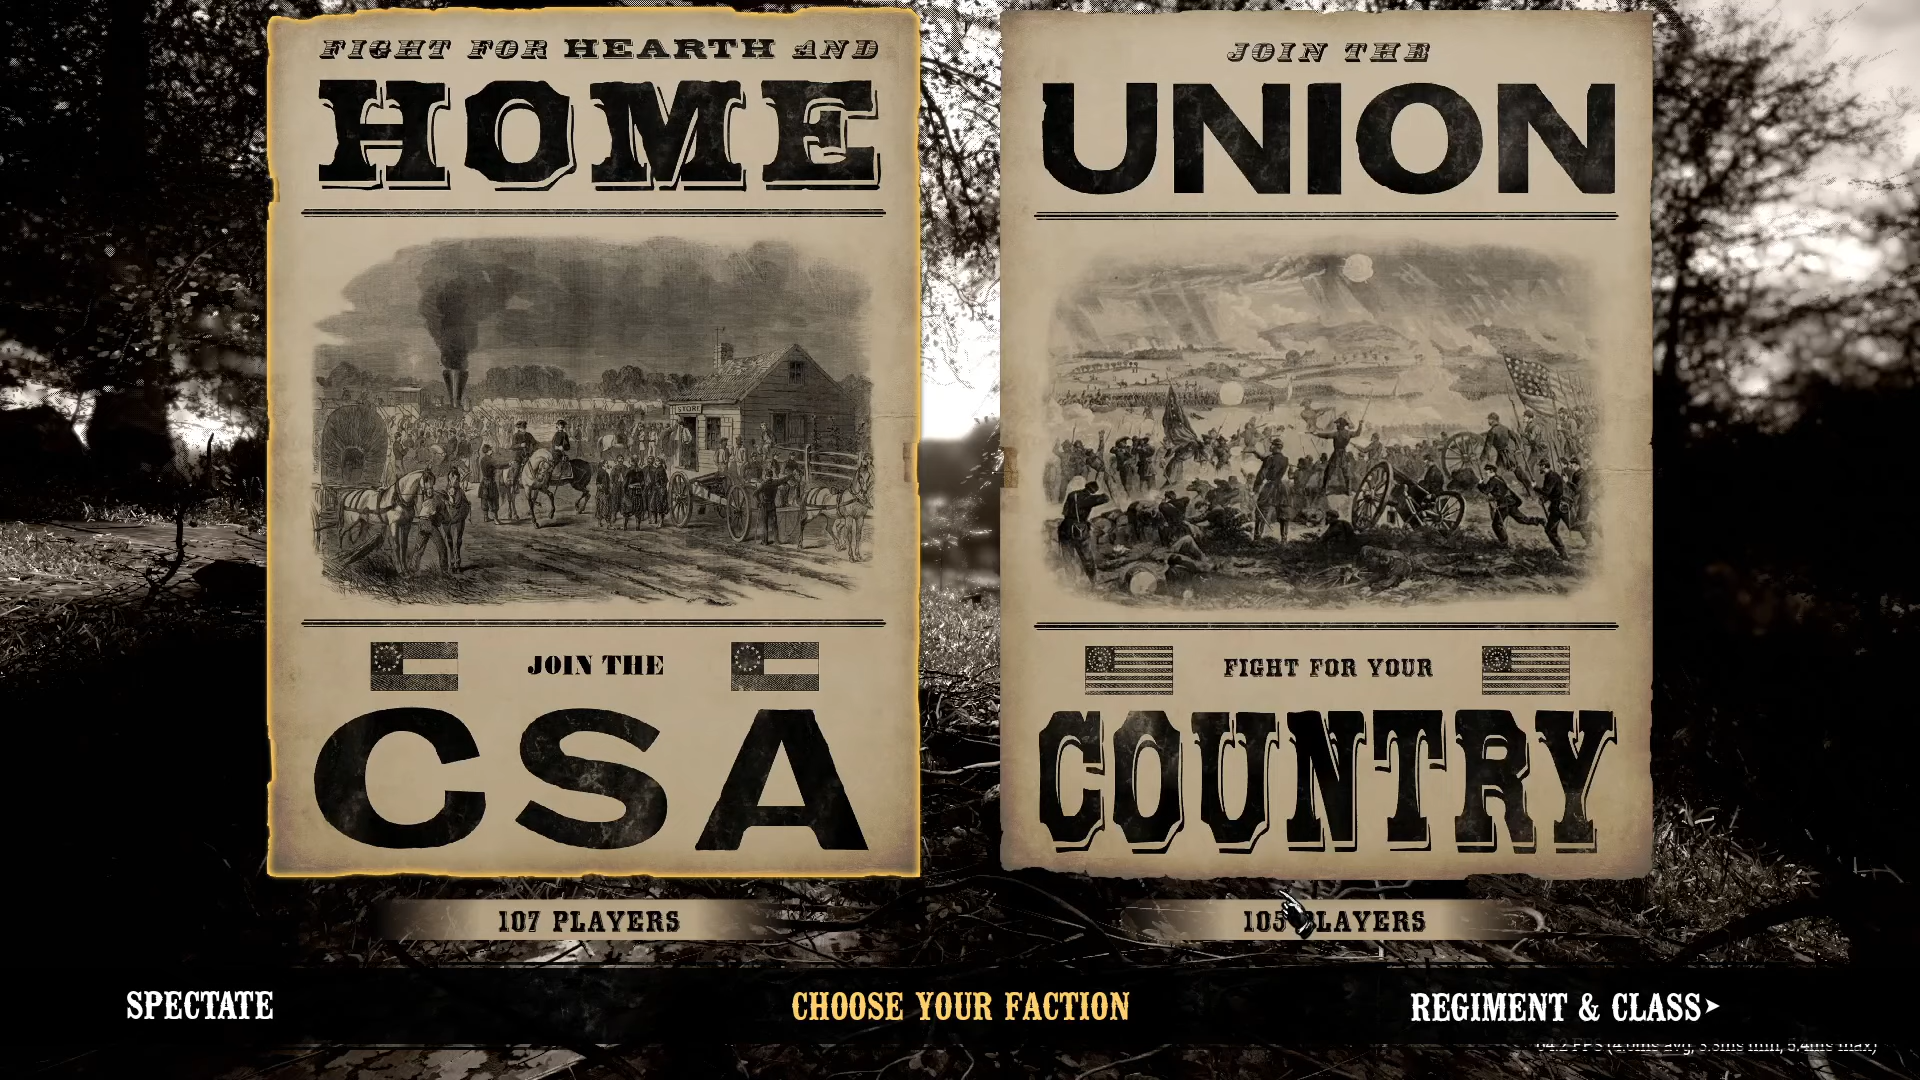 FIGHT FOR HEARTH AND
HOME
STORE
JOIN THE
CSA
107 PLAYERS
JOIN THE
UNION
FIGHT FOR YOUR
COUNTRY
105 PLAYERS
SPECTATE
CHOOSE YOUR FACTION
REGIMENT & CLASS